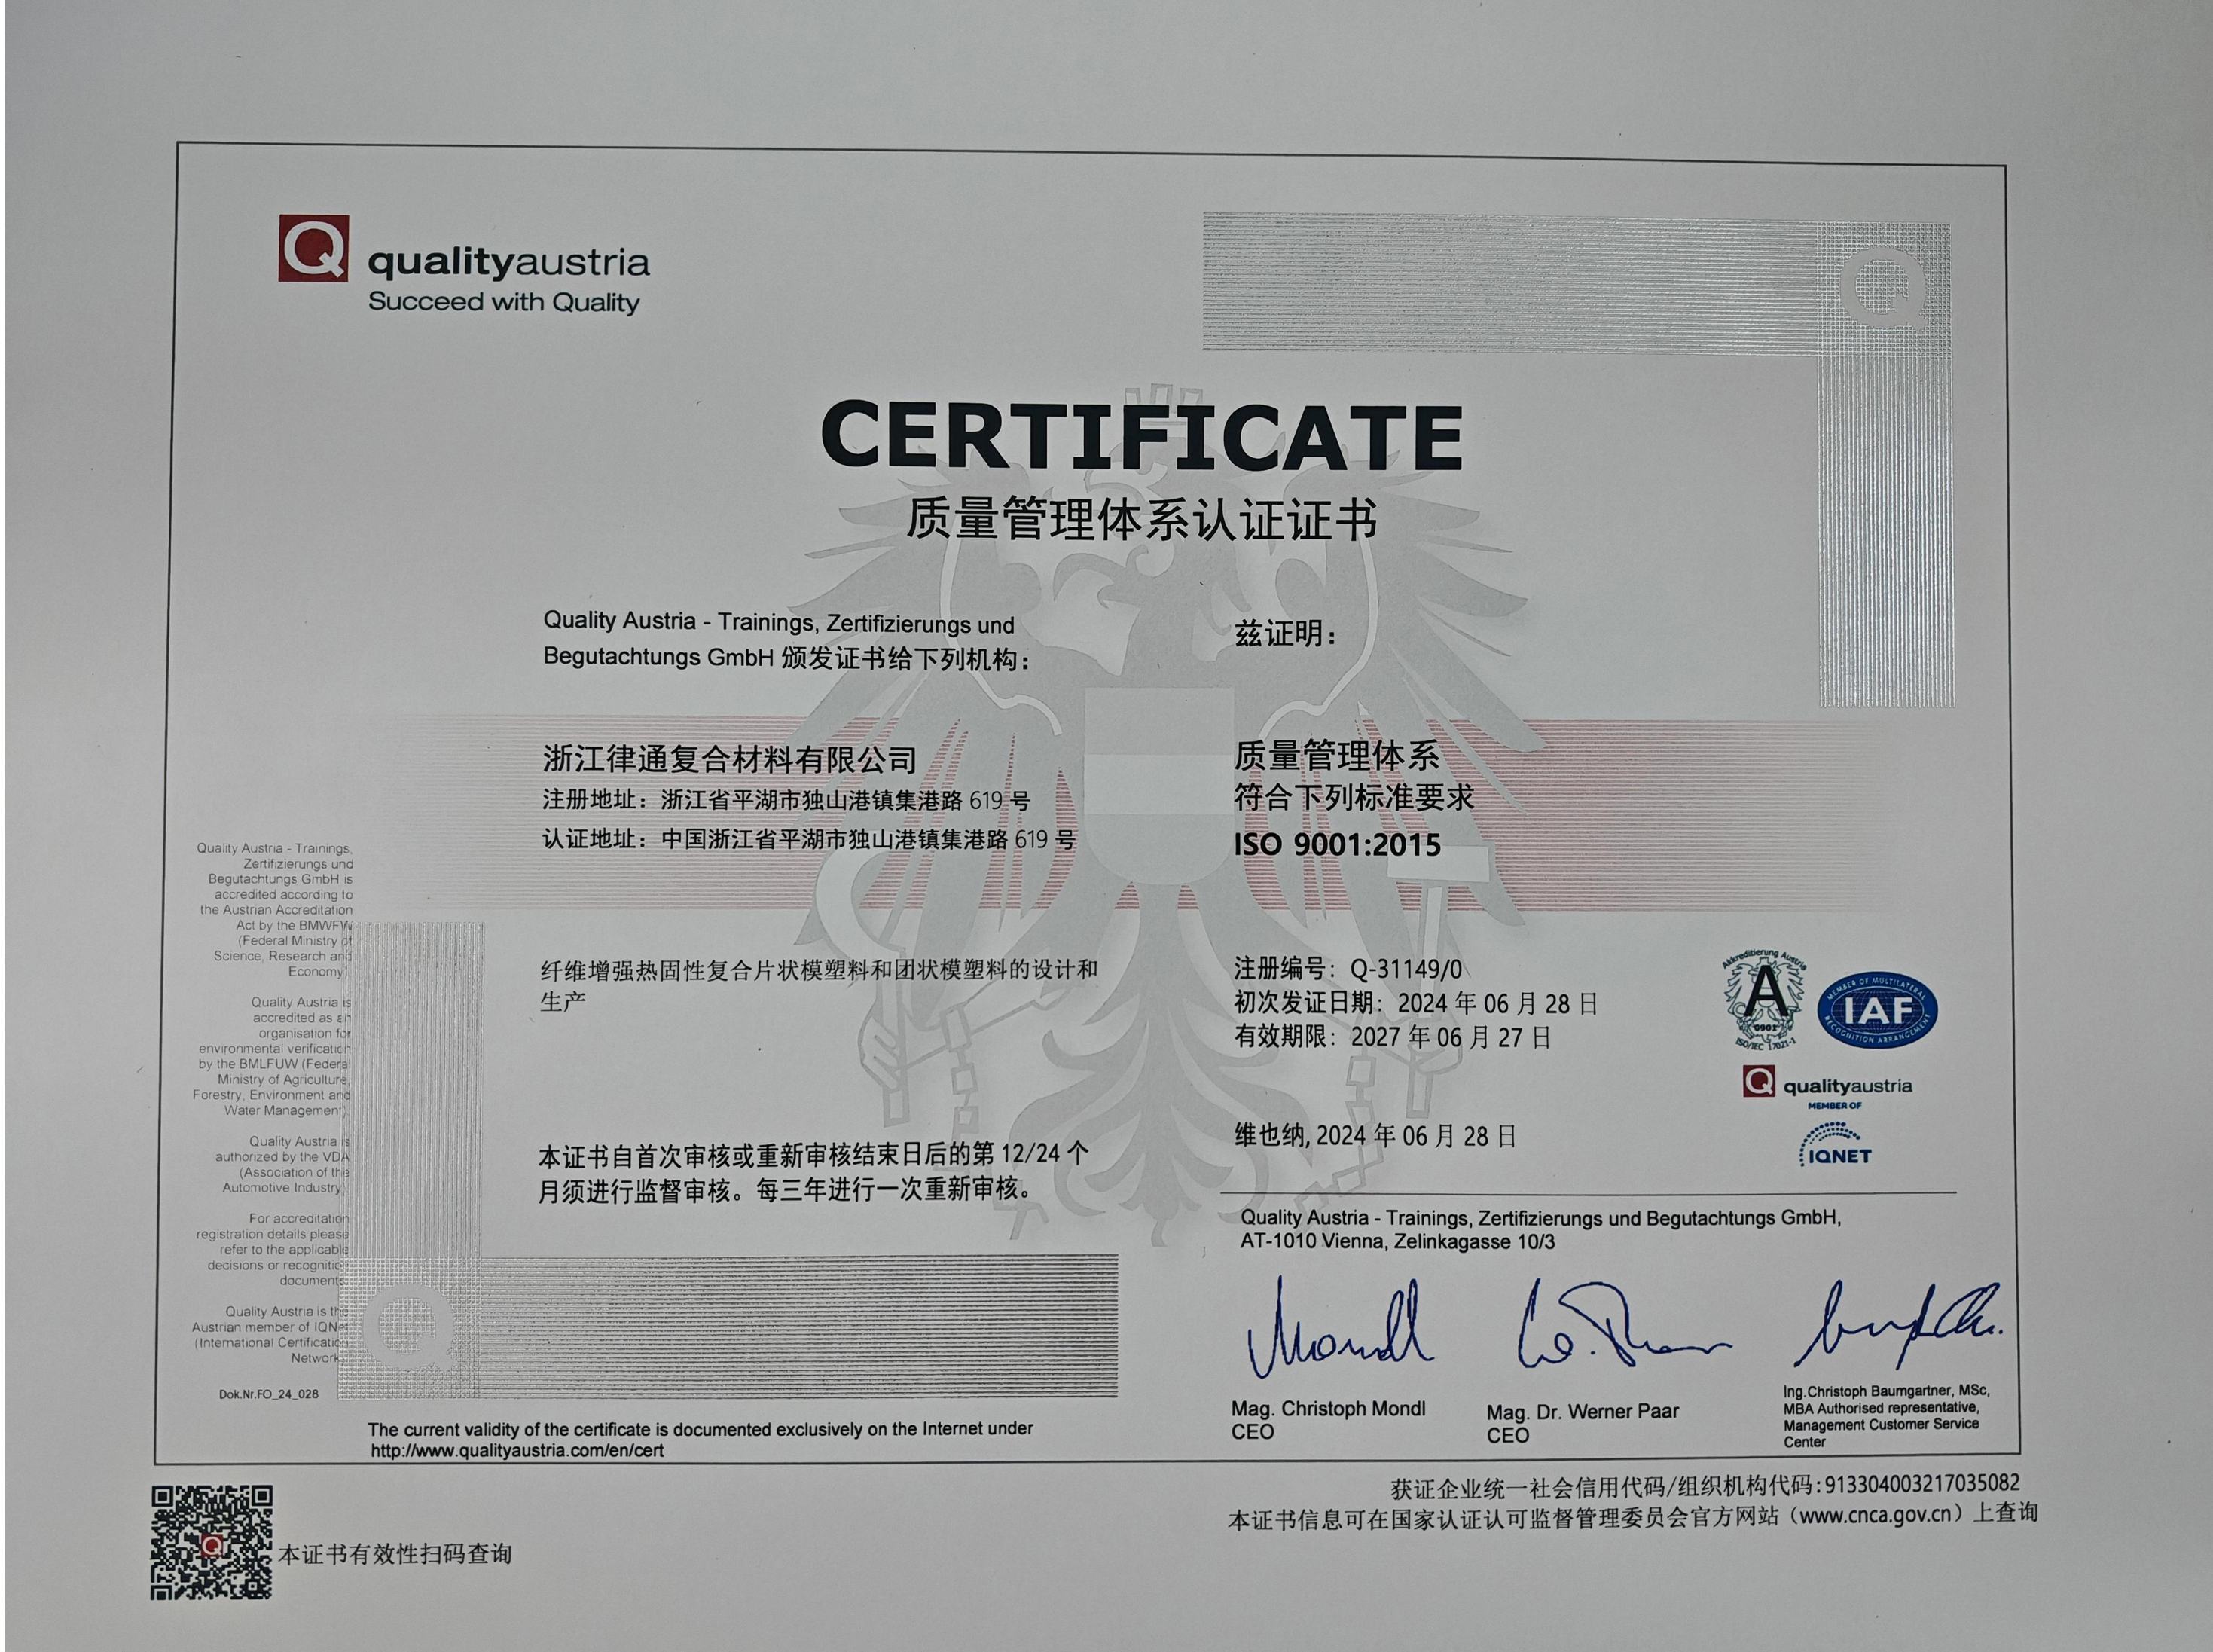 Q qualityaustria
Succeed with Quality
CERTIFICATE
质量管理体系认证证书
Quality Austria - Trainings, Zertifizierungs und
Begutachtungs GmbH 颁发证书给下列机构：
兹证明：
浙江律通复合材料有限公司
注册地址：浙江省平湖市独山港镇集港路 619 号
认证地址：中国浙江省平湖市独山港镇集港路 619 号
质量管理体系
符合下列标准要求
ISO 9001:2015
Quality Austria - Trainings,
Zertifizierungs und
Begutachtungs GmbH is
accredited according to
the Austrian Accreditation
Act by the BMWFW
(Federal Ministry of
Science, Research and
Economy)
Quality Austria is
accredited as an
organisation for
environmental verification
by the BMLFUW (Federal
Ministry of Agriculture,
Forestry, Environment and
Water Management)
Quality Austria is
authorized by the VDA
(Association of the
Automotive Industry)
For accreditation
registration details please
refer to the applicable
decisions or recognition
documents
Quality Austria is the
Austrian member of IQNet
(International Certification
Network)
Dok.Nr.FO_24_028
纤维增强热固性复合片状模塑料和团状模塑料的设计和
生产
注册编号：Q-31149/0
初次发证日期：2024 年 06 月 28 日
有效期限：2027 年 06 月 27 日
Akkreditierung Austria
A
0901
ISO/IEC 17021-1
MEMBER OF MULTILATERAL
IAF
RECOGNITION ARRANGEMENT
Q qualityaustria
MEMBER OF
IQNET
本证书自首次审核或重新审核结束日后的第 12/24 个
月须进行监督审核。每三年进行一次重新审核。
维也纳, 2024 年 06 月 28 日
Quality Austria - Trainings, Zertifizierungs und Begutachtungs GmbH,
AT-1010 Vienna, Zelinkagasse 10/3
Mag. Christoph Mondl
CEO
Mag. Dr. Werner Paar
CEO
Ing.Christoph Baumgartner, MSc,
MBA Authorised representative,
Management Customer Service
Center
The current validity of the certificate is documented exclusively on the Internet under
http://www.qualityaustria.com/en/cert
本证书有效性扫码查询
获证企业统一社会信用代码/组织机构代码:913304003217035082
本证书信息可在国家认证认可监督管理委员会官方网站（www.cnca.gov.cn）上查询